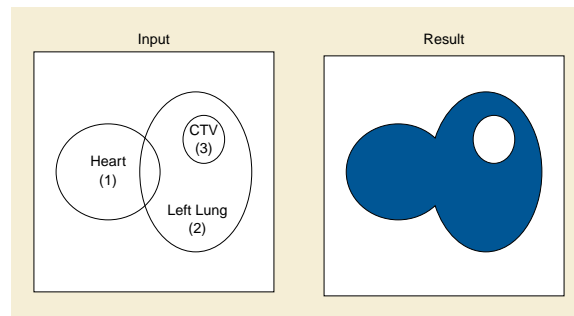 Input
Result
CTV
(3)
Heart
(1)
Left Lung
(2)